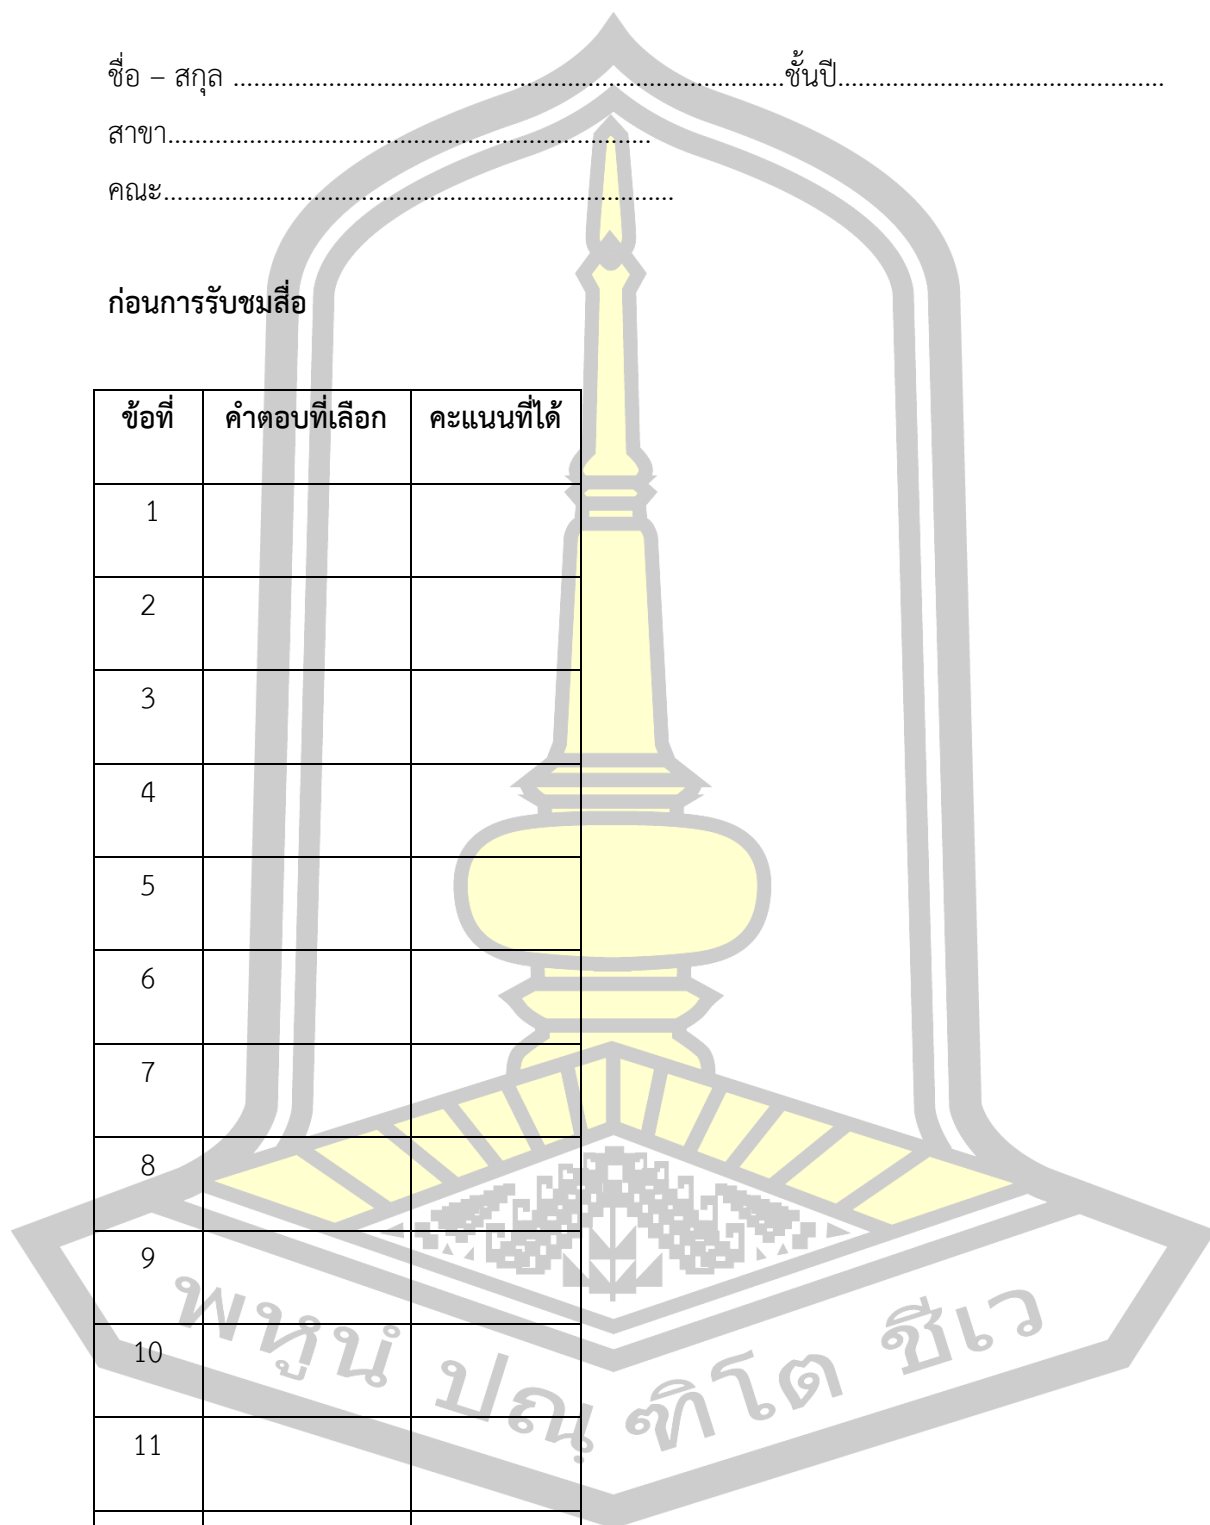 ชื่อ – สกุล ................................................................................ชั้นปี................................................
สาขา.......................................................................
คณะ...........................................................................
ก่อนการรับชมสื่อ
ข้อที่ คำตอบที่เลือก คะแนนที่ได้
1
2
3
4
5
6
7
8
9
10
11
พหูนํ ปณฺฑิโต ชีเว